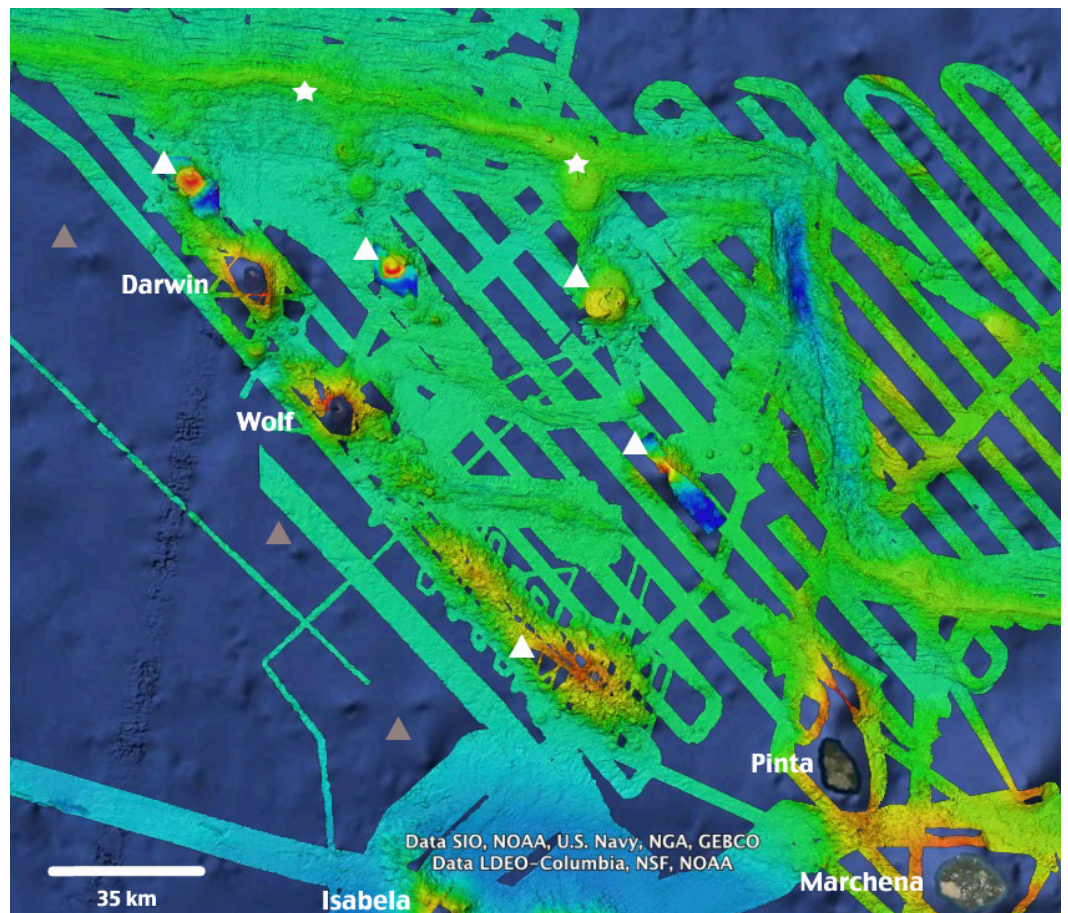 Darwin
Wolf
Pinta
Data SIO, NOAA, U.S. Navy, NGA, GEBCO
Data LDEO-Columbia, NSF, NOAA
Marchena
35 km
Isabela